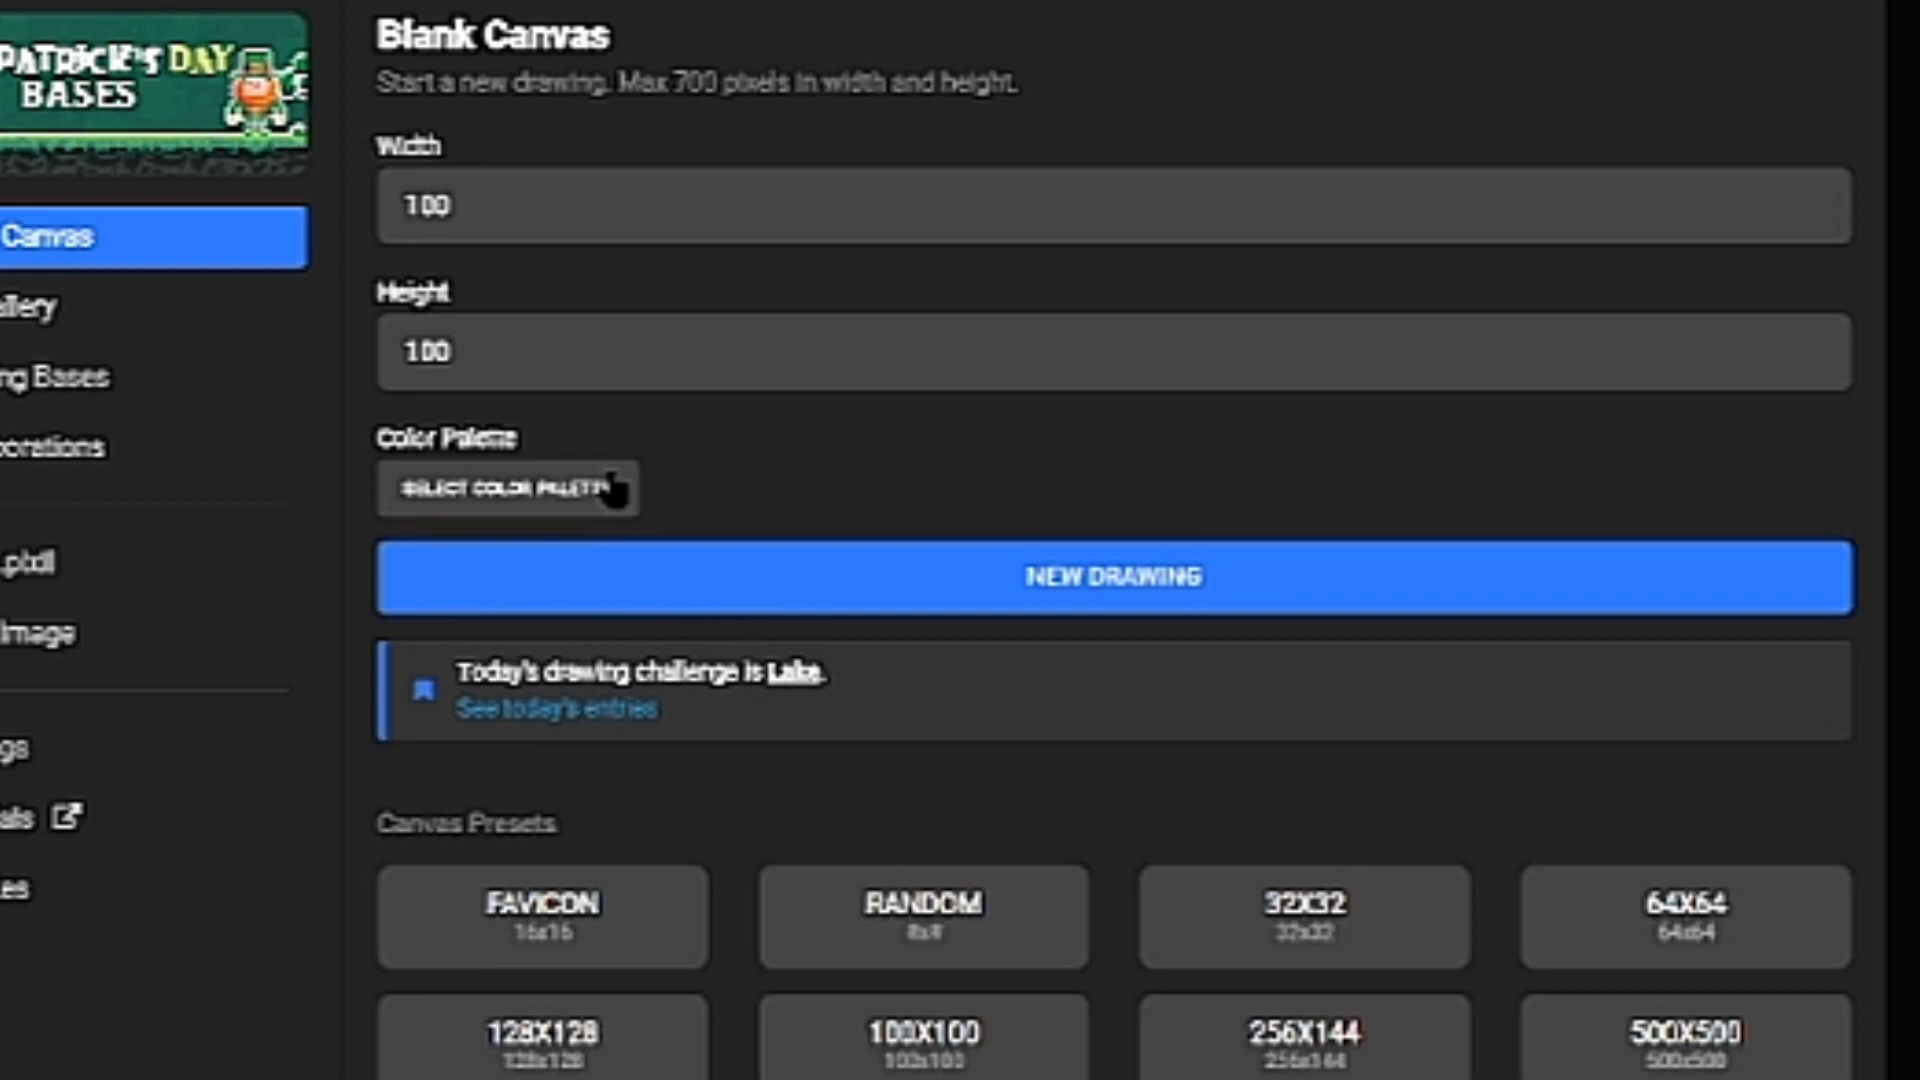 PATRICK'S DAY
BASES
Canvas
allery
ng Bases
orations
.pixil
Image
gs
als
es
Blank Canvas
Start a new drawing. Max 700 pixels in width and height.
Width
100
Height
100
Color Palette
SELECT COLOR PALETTE
NEW DRAWING
Today's drawing challenge is Lake.
See today's entries
Canvas Presets
FAVICON
16x16
RANDOM
8x8
32X32
32x32
64X64
64x64
128X128
128x128
100X100
100x100
256X144
256x144
500X500
500x500